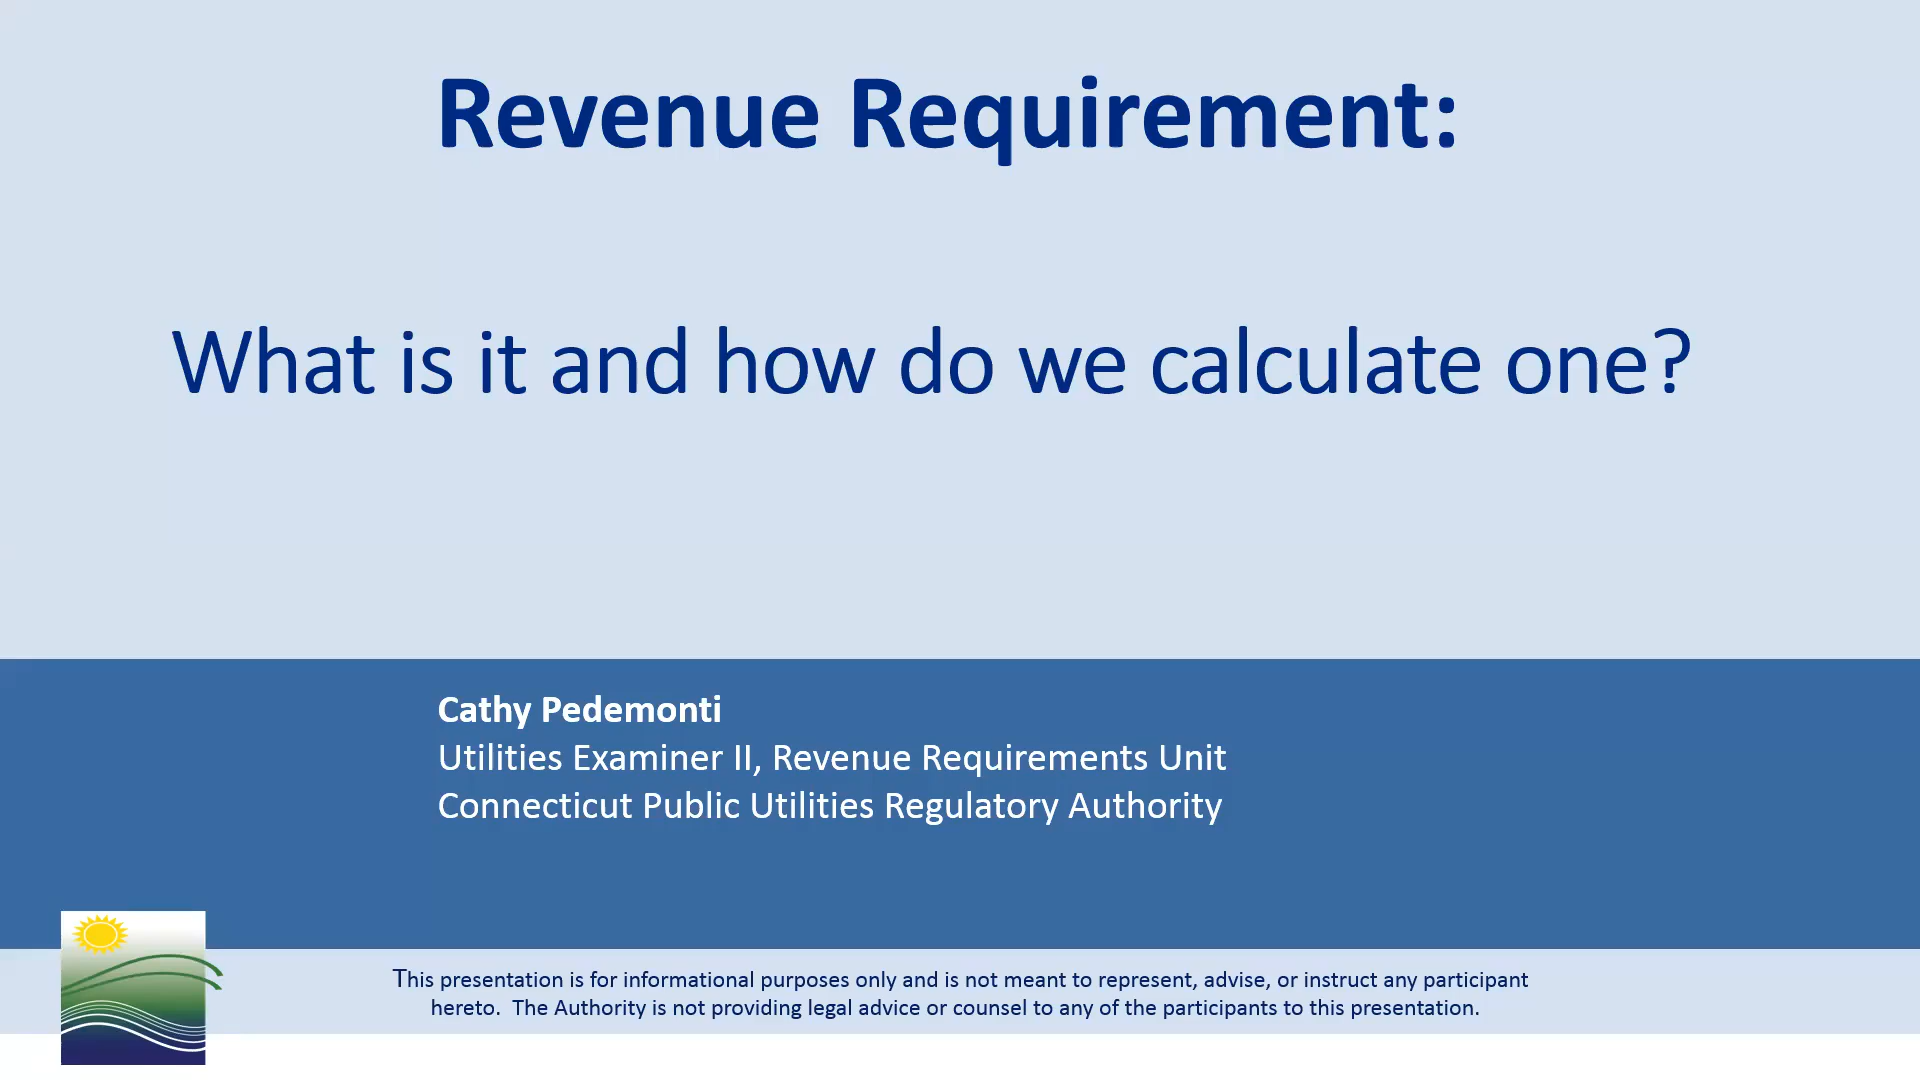 Revenue Requirement:
What is it and how do we calculate one?
Cathy Pedemonti
Utilities Examiner II, Revenue Requirements Unit
Connecticut Public Utilities Regulatory Authority
This presentation is for informational purposes only and is not meant to represent, advise, or instruct any participant
hereto.  The Authority is not providing legal advice or counsel to any of the participants to this presentation.